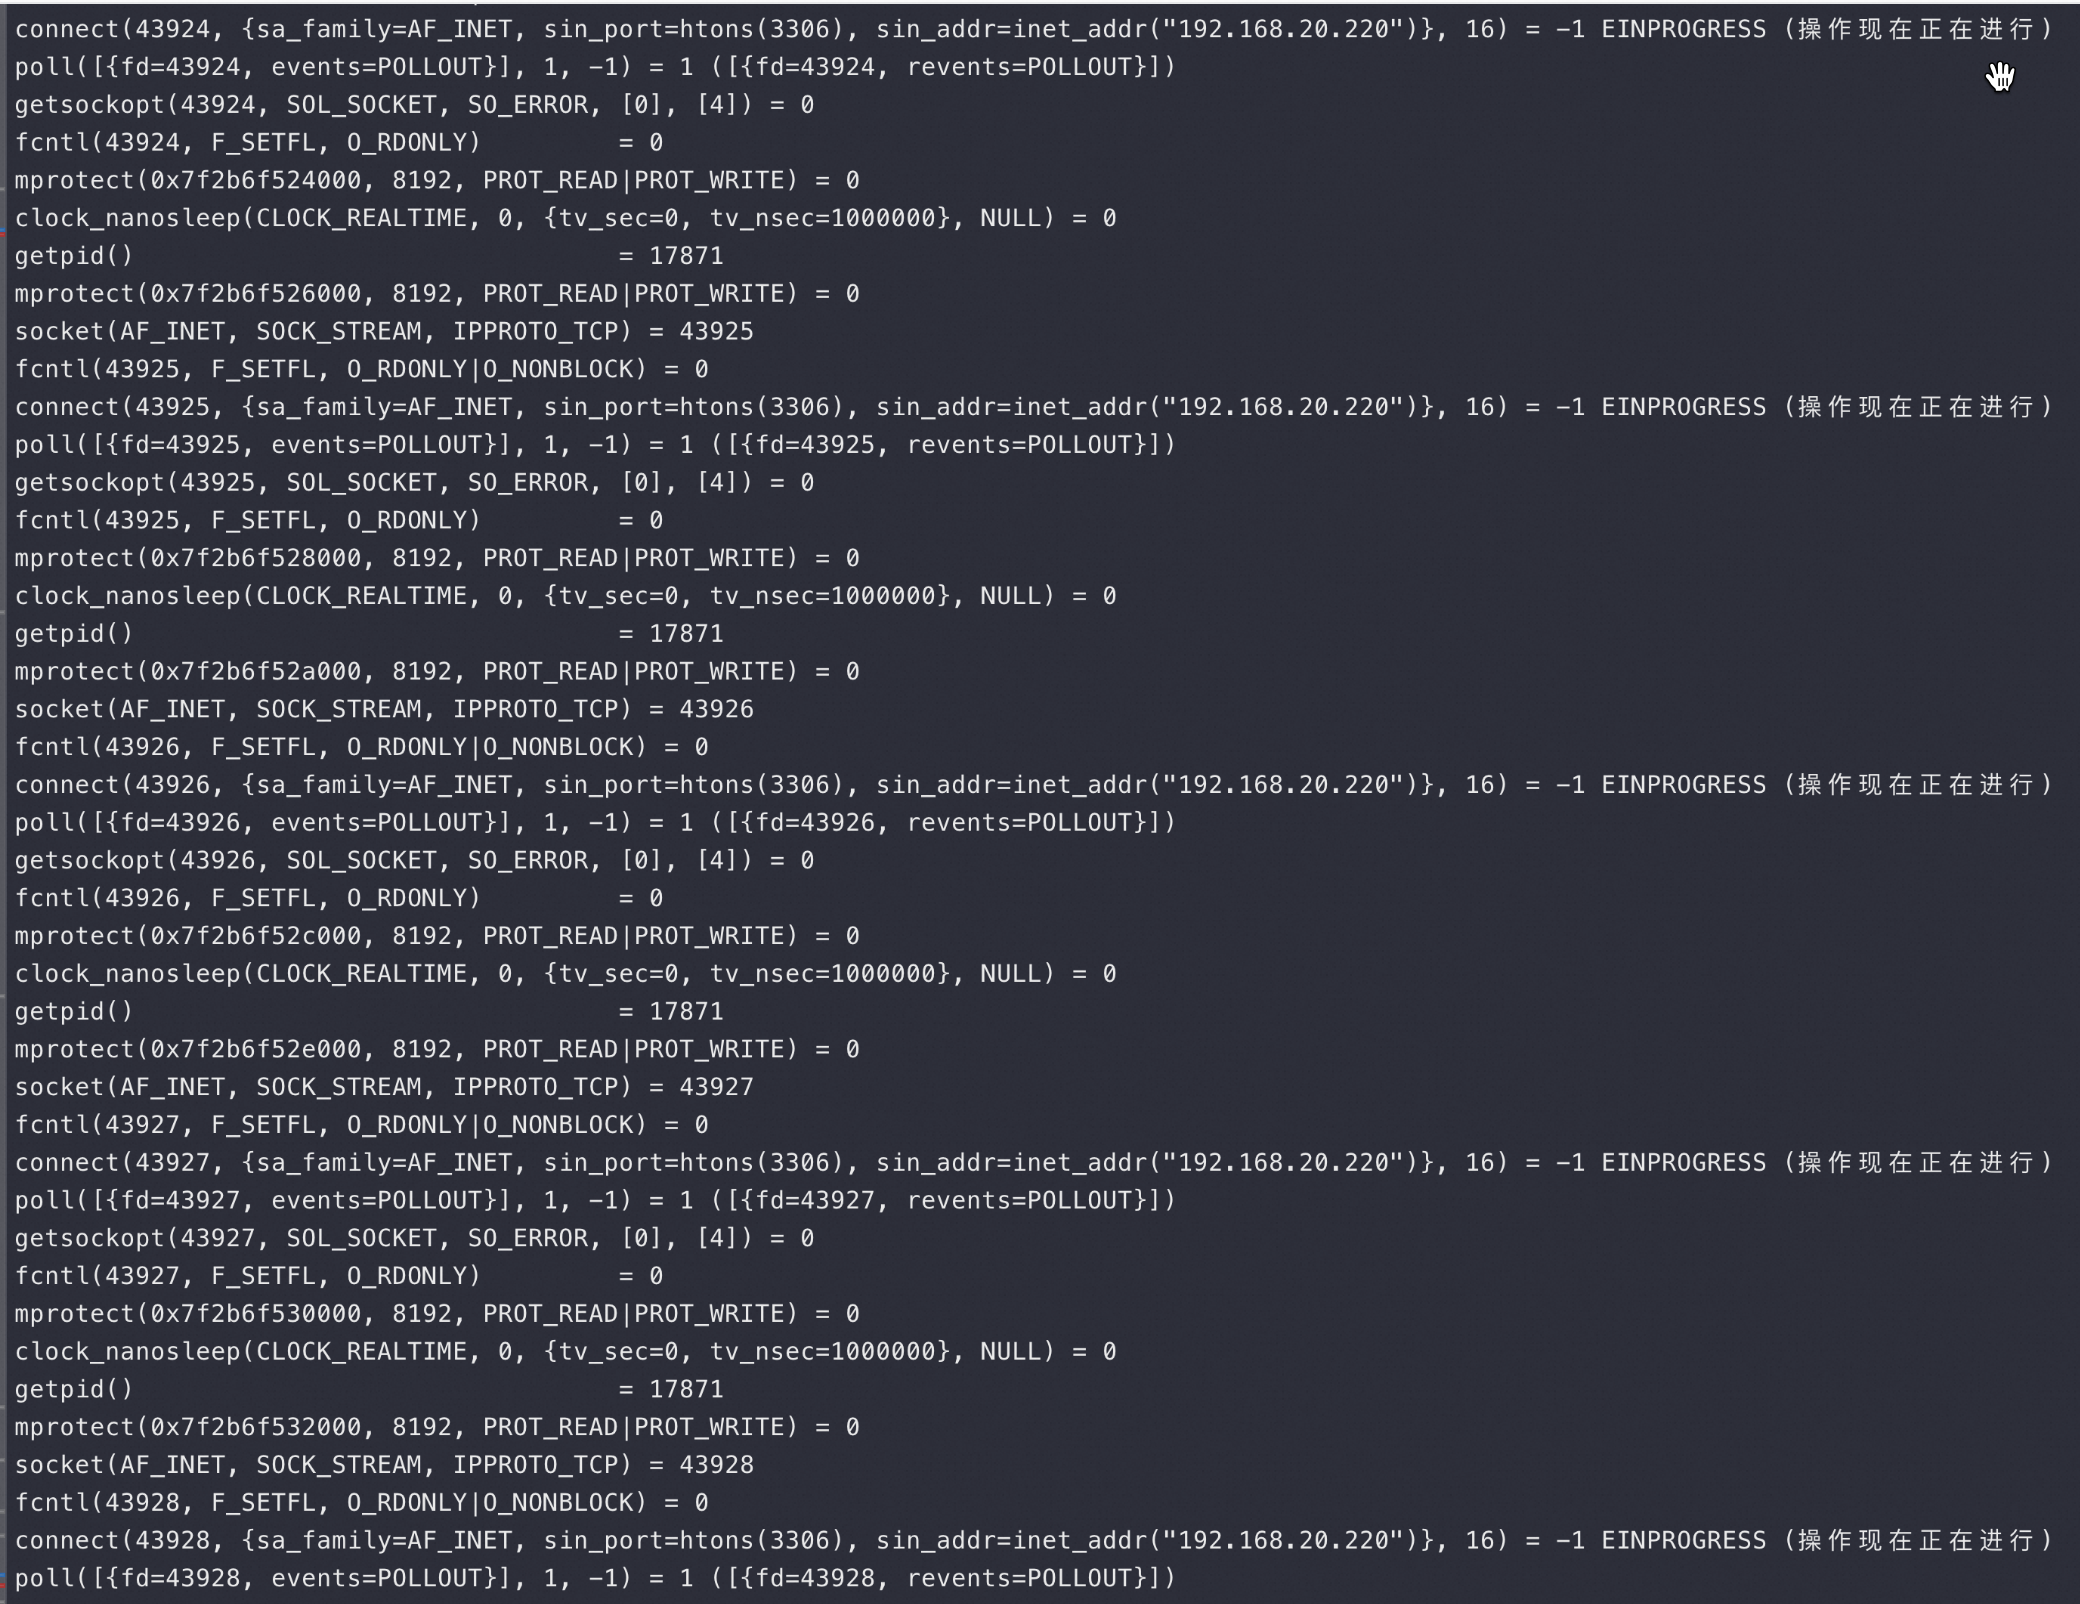 connect(43924, {sa_family=AF_INET, sin_port=htons(3306), sin_addr=inet_addr("192.168.20.220")}, 16) = -1 EINPROGRESS (操作现在正在进行)
poll([{fd=43924, events=POLLOUT}], 1, -1) = 1 ([{fd=43924, revents=POLLOUT}])
getsockopt(43924, SOL_SOCKET, SO_ERROR, [0], [4]) = 0
fcntl(43924, F_SETFL, O_RDONLY)         = 0
mprotect(0x7f2b6f524000, 8192, PROT_READ|PROT_WRITE) = 0
clock_nanosleep(CLOCK_REALTIME, 0, {tv_sec=0, tv_nsec=1000000}, NULL) = 0
getpid()                                = 17871
mprotect(0x7f2b6f526000, 8192, PROT_READ|PROT_WRITE) = 0
socket(AF_INET, SOCK_STREAM, IPPROTO_TCP) = 43925
fcntl(43925, F_SETFL, O_RDONLY|O_NONBLOCK) = 0
connect(43925, {sa_family=AF_INET, sin_port=htons(3306), sin_addr=inet_addr("192.168.20.220")}, 16) = -1 EINPROGRESS (操作现在正在进行)
poll([{fd=43925, events=POLLOUT}], 1, -1) = 1 ([{fd=43925, revents=POLLOUT}])
getsockopt(43925, SOL_SOCKET, SO_ERROR, [0], [4]) = 0
fcntl(43925, F_SETFL, O_RDONLY)         = 0
mprotect(0x7f2b6f528000, 8192, PROT_READ|PROT_WRITE) = 0
clock_nanosleep(CLOCK_REALTIME, 0, {tv_sec=0, tv_nsec=1000000}, NULL) = 0
getpid()                                = 17871
mprotect(0x7f2b6f52a000, 8192, PROT_READ|PROT_WRITE) = 0
socket(AF_INET, SOCK_STREAM, IPPROTO_TCP) = 43926
fcntl(43926, F_SETFL, O_RDONLY|O_NONBLOCK) = 0
connect(43926, {sa_family=AF_INET, sin_port=htons(3306), sin_addr=inet_addr("192.168.20.220")}, 16) = -1 EINPROGRESS (操作现在正在进行)
poll([{fd=43926, events=POLLOUT}], 1, -1) = 1 ([{fd=43926, revents=POLLOUT}])
getsockopt(43926, SOL_SOCKET, SO_ERROR, [0], [4]) = 0
fcntl(43926, F_SETFL, O_RDONLY)         = 0
mprotect(0x7f2b6f52c000, 8192, PROT_READ|PROT_WRITE) = 0
clock_nanosleep(CLOCK_REALTIME, 0, {tv_sec=0, tv_nsec=1000000}, NULL) = 0
getpid()                                = 17871
mprotect(0x7f2b6f52e000, 8192, PROT_READ|PROT_WRITE) = 0
socket(AF_INET, SOCK_STREAM, IPPROTO_TCP) = 43927
fcntl(43927, F_SETFL, O_RDONLY|O_NONBLOCK) = 0
connect(43927, {sa_family=AF_INET, sin_port=htons(3306), sin_addr=inet_addr("192.168.20.220")}, 16) = -1 EINPROGRESS (操作现在正在进行)
poll([{fd=43927, events=POLLOUT}], 1, -1) = 1 ([{fd=43927, revents=POLLOUT}])
getsockopt(43927, SOL_SOCKET, SO_ERROR, [0], [4]) = 0
fcntl(43927, F_SETFL, O_RDONLY)         = 0
mprotect(0x7f2b6f530000, 8192, PROT_READ|PROT_WRITE) = 0
clock_nanosleep(CLOCK_REALTIME, 0, {tv_sec=0, tv_nsec=1000000}, NULL) = 0
getpid()                                = 17871
mprotect(0x7f2b6f532000, 8192, PROT_READ|PROT_WRITE) = 0
socket(AF_INET, SOCK_STREAM, IPPROTO_TCP) = 43928
fcntl(43928, F_SETFL, O_RDONLY|O_NONBLOCK) = 0
connect(43928, {sa_family=AF_INET, sin_port=htons(3306), sin_addr=inet_addr("192.168.20.220")}, 16) = -1 EINPROGRESS (操作现在正在进行)
poll([{fd=43928, events=POLLOUT}], 1, -1) = 1 ([{fd=43928, revents=POLLOUT}])